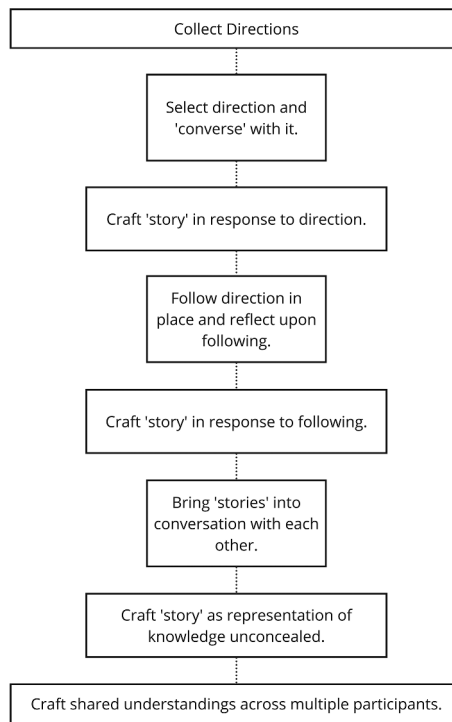 Collect Directions
Select direction and
'converse' with it.
Craft 'story' in response to direction.
Follow direction in
place and reflect upon
following.
Craft 'story' in response to following.
Bring 'stories' into
conversation with each
other.
Craft 'story' as representation of
knowledge unconcealed.
Craft shared understandings across multiple participants.